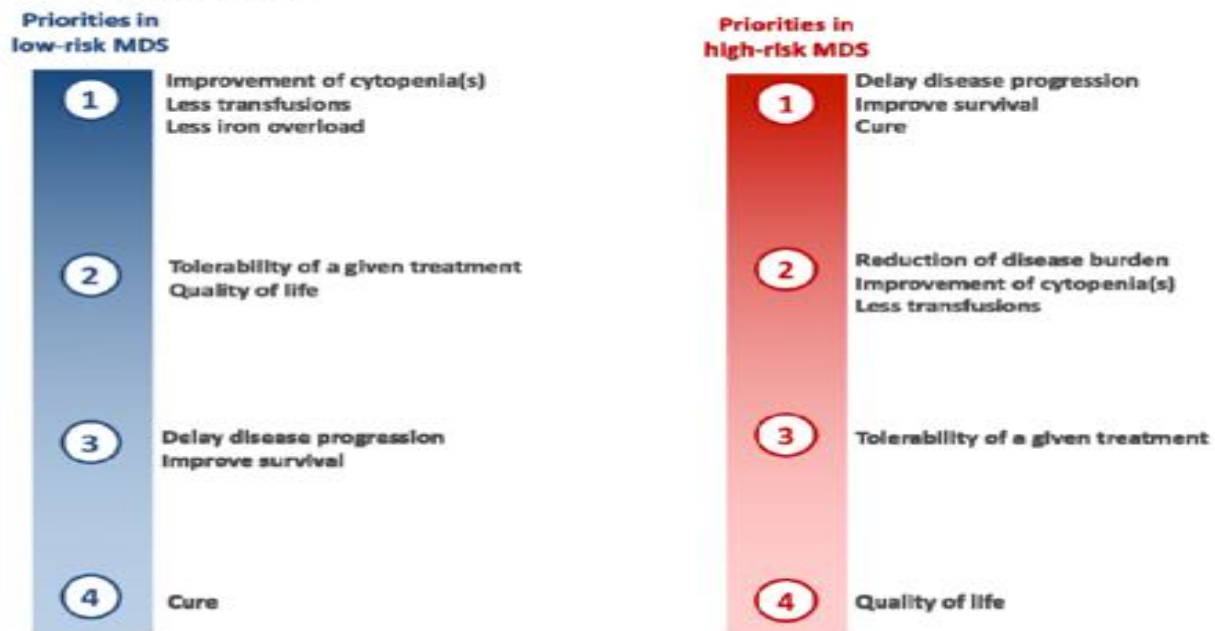 Priorities in
low-risk MDS
1
Improvement of cytopenia(s)
Less transfusions
Less iron overload
2
Tolerability of a given treatment
Quality of life
3
Delay disease progression
Improve survival
4
Cure
Priorities in
high-risk MDS
1
Delay disease progression
Improve survival
Cure
2
Reduction of disease burden
Improvement of cytopenia(s)
Less transfusions
3
Tolerability of a given treatment
4
Quality of life